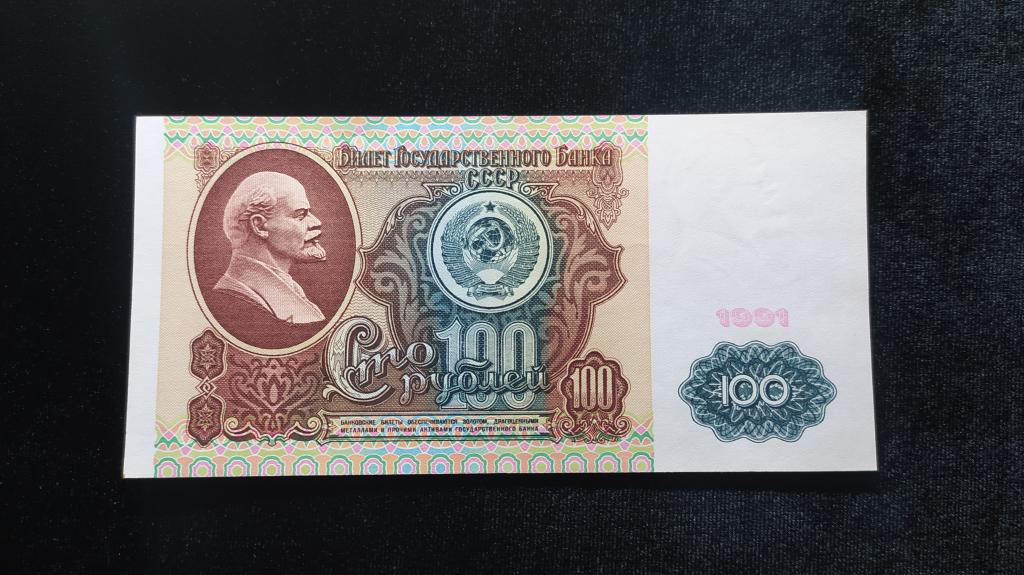 Билет Государственного Банка
СССР
Сто 100
рублей
100
БАНКОВСКИЕ БИЛЕТЫ ОБЕСПЕЧИВАЮТСЯ ЗОЛОТОМ, ДРАГОЦЕННЫМИ
МЕТАЛЛАМИ И ПРОЧИМИ АКТИВАМИ ГОСУДАРСТВЕННОГО БАНКА
1991
100